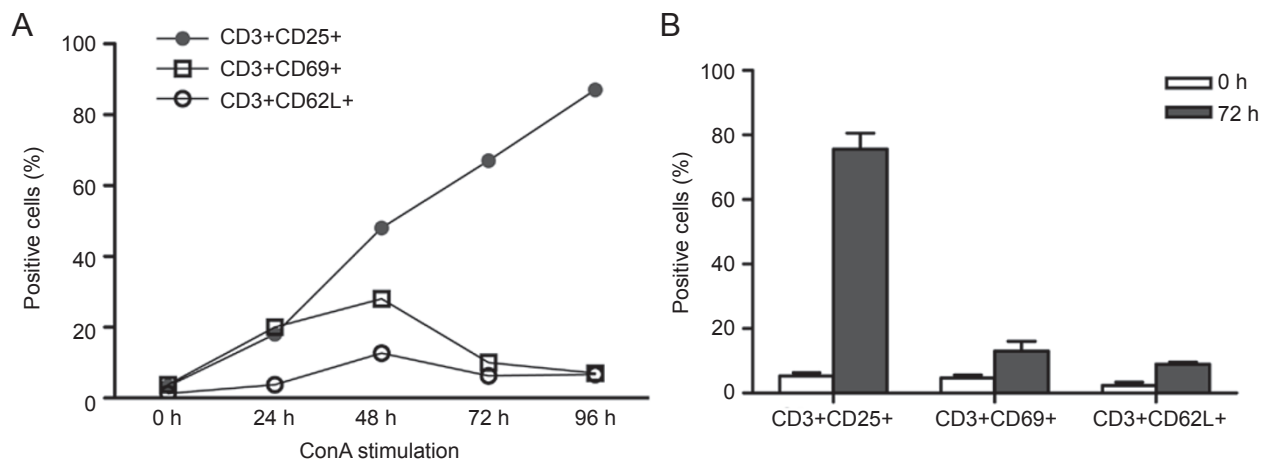 A
100
80
60
40
20
0
Positive cells (%)
CD3+CD25+
CD3+CD69+
CD3+CD62L+
0 h 24 h 48 h 72 h 96 h
ConA stimulation
B
100
80
60
40
20
0
Positive cells (%)
0 h
72 h
CD3+CD25+ CD3+CD69+ CD3+CD62L+